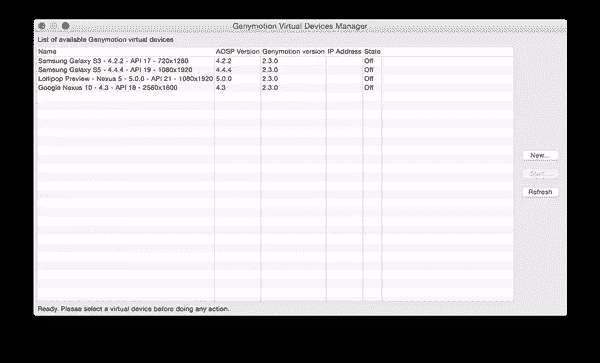 Genymotion Virtual Devices Manager
List of available Genymotion virtual devices
Name AOSP Version Genymotion version IP Address State
Samsung Galaxy S3 - 4.2.2 - API 17 - 720x1280 4.2.2 2.3.0 Off
Samsung Galaxy S5 - 4.4.4 - API 19 - 1080x1920 4.4.4 2.3.0 Off
Lollipop Preview - Nexus 5 - 5.0.0 - API 21 - 1080x1920 5.0.0 2.3.0 Off
Google Nexus 10 - 4.3 - API 18 - 2560x1600 4.3 2.3.0 Off
New...
Start...
Refresh
Ready. Please select a virtual device before doing any action.